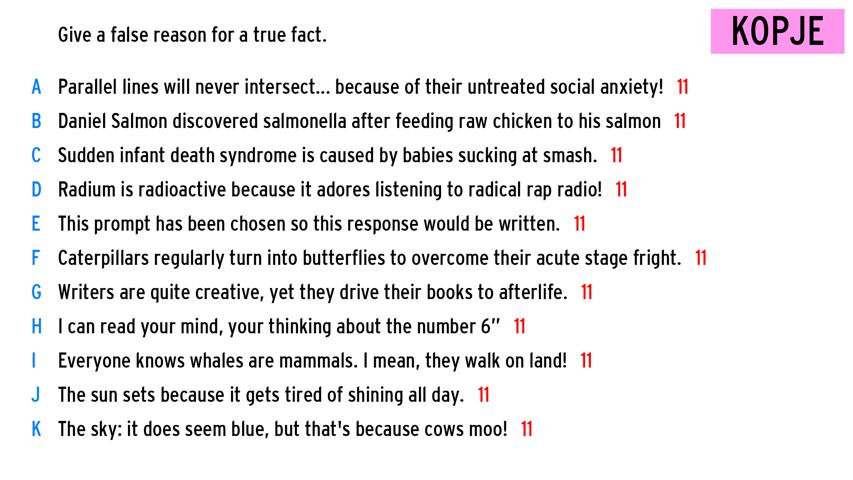 Give a false reason for a true fact.
KOPJE
A Parallel lines will never intersect... because of their untreated social anxiety! 11
B Daniel Salmon discovered salmonella after feeding raw chicken to his salmon 11
C Sudden infant death syndrome is caused by babies sucking at smash. 11
D Radium is radioactive because it adores listening to radical rap radio! 11
E This prompt has been chosen so this response would be written. 11
F Caterpillars regularly turn into butterflies to overcome their acute stage fright. 11
G Writers are quite creative, yet they drive their books to afterlife. 11
H I can read your mind, your thinking about the number 6” 11
I Everyone knows whales are mammals. I mean, they walk on land! 11
J The sun sets because it gets tired of shining all day. 11
K The sky: it does seem blue, but that's because cows moo! 11